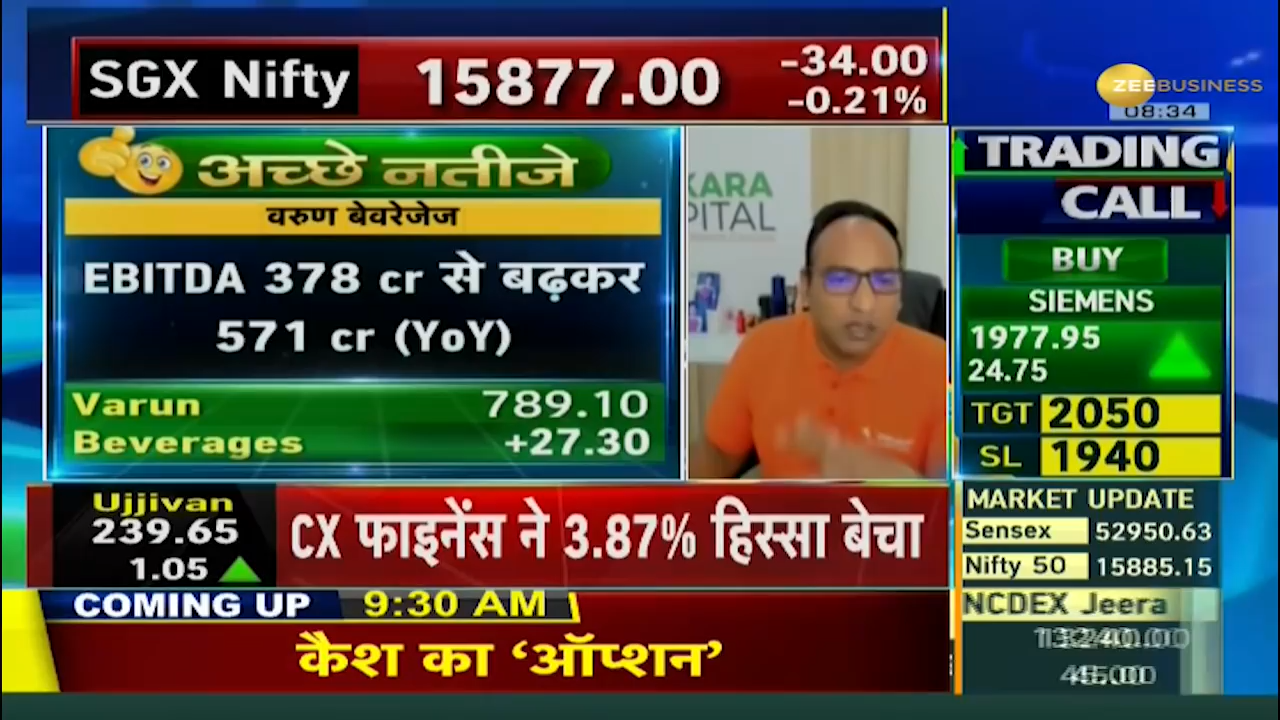 SGX Nifty 15877.00 -34.00
-0.21%
ZEEBUSINESS
08:34
अच्छे नतीजे
वरुण बेवरेजेज
EBITDA 378 cr से बढ़कर
571 cr (YoY)
Varun 789.10
Beverages +27.30
KARA
PITAL
TRADING
CALL
BUY
SIEMENS
1977.95
24.75
TGT 2050
SL 1940
Ujjivan
239.65
1.05
CX फाइनेंस ने 3.87% हिस्सा बेचा
MARKET UPDATE
Sensex 52950.63
Nifty 50 15885.15
NCDEX Jeera
COMING UP 9:30 AM
कैश का ‘ऑप्शन’